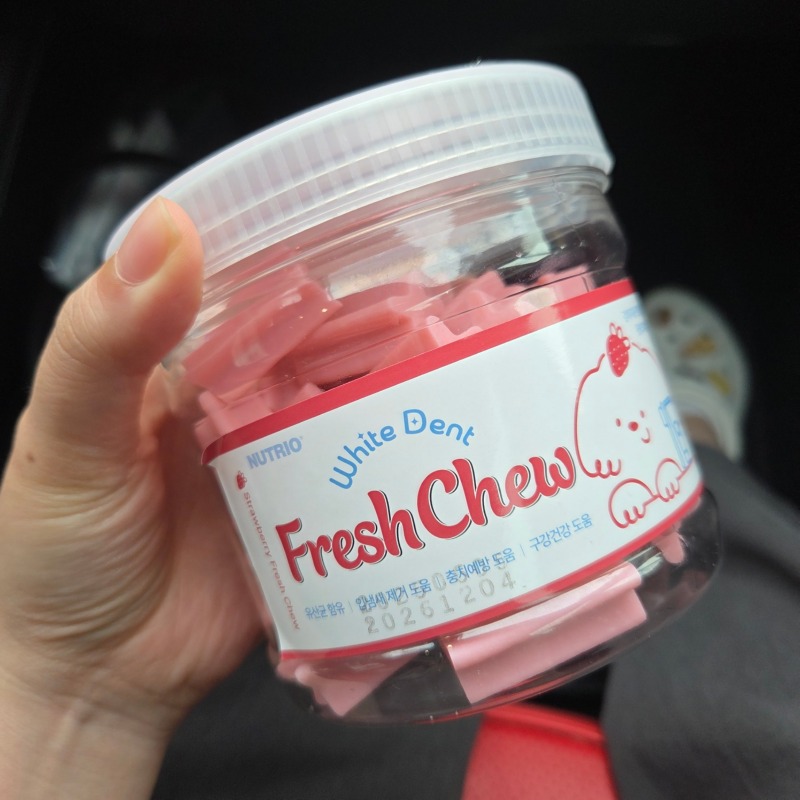 NUTRIO
White Dent
Fresh Chew
Strawberry Fresh Chew
유산균 함유 | 입냄새 제거 도움 | 충치예방 도움 | 구강건강 도움
20261204